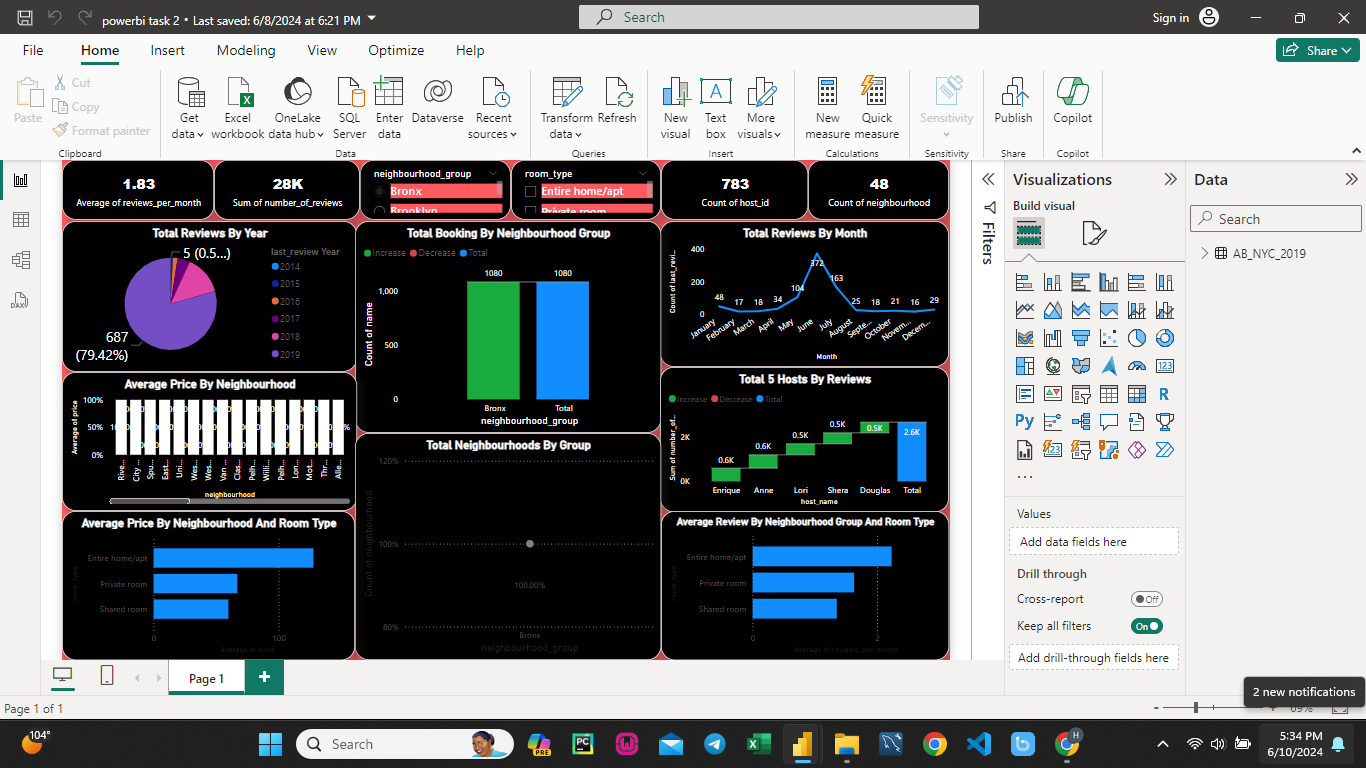 powerbi task 2 • Last saved: 6/8/2024 at 6:21 PM
Search
Sign in
File Home Insert Modeling View Optimize Help
Share
Paste
Cut
Copy
Format painter
Clipboard
Get data
Excel workbook
OneLake data hub
SQL Server
Enter data
Dataverse
Recent sources
Data
Transform data
Refresh
Queries
New visual
Text box
More visuals
Insert
New measure
Quick measure
Calculations
Sensitivity
Sensitivity
Publish
Share
Copilot
Copilot
1.83
Average of reviews_per_month
28K
Sum of number_of_reviews
neighbourhood_group
Bronx
Brooklyn
room_type
Entire home/apt
Private room
783
Count of host_id
48
Count of neighbourhood
Total Reviews By Year
5 (0.5...)
687
(79.42%)
last_review Year
2014
2015
2016
2017
2018
2019
Total Booking By Neighbourhood Group
Increase Decrease Total
Count of name
1,000
500
0
1080 1080
Bronx Total
neighbourhood_group
Total Reviews By Month
Count of last_revi...
400
200
0
48 17 18 34 104 372 163 25 18 21 16 29
January February March April May June July August Septe... October Novem... Decem...
Month
Average Price By Neighbourhood
Average of price
100%
50%
0%
Rive... City ... Spu... East... Uni... Wes... Wes... Van ... Clas... Pelh... Willi... Pelh... Lon... Mot... Thr... Alle...
neighbourhood
Total Neighbourhoods By Group
Count of neighbourhood
120%
100%
80%
100.00%
Bronx
neighbourhood_group
Total 5 Hosts By Reviews
Increase Decrease Total
Sum of number_of...
2K
0K
0.6K 0.6K 0.5K 0.5K 0.5K 2.6K
Enrique Anne Lori Shera Douglas Total
host_name
Average Price By Neighbourhood And Room Type
room_type
Entire home/apt
Private room
Shared room
0 100
Average of price
Average Review By Neighbourhood Group And Room Type
room_type
Entire home/apt
Private room
Shared room
0 2
Average of reviews_per_month
Filters
Visualizations
Build visual
Values
Add data fields here
Drill through
Cross-report Off
Keep all filters On
Add drill-through fields here
Data
Search
AB_NYC_2019
Page 1
Page 1 of 1
2 new notifications
69%
104°
Search
5:34 PM
6/10/2024